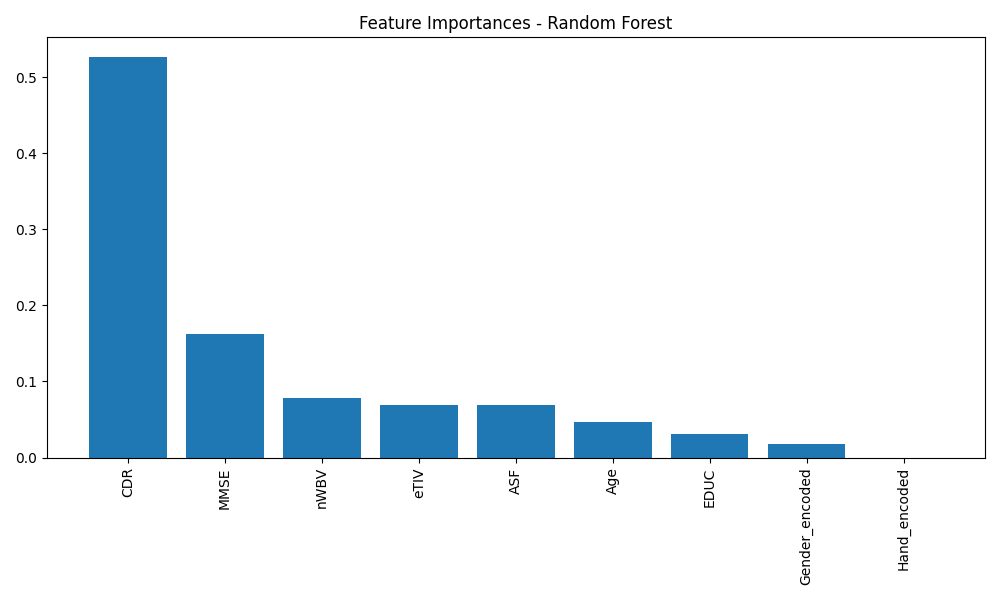 Feature Importances - Random Forest
0.5
0.4
0.3
0.2
0.1
0.0
CDR
MMSE
nWBV
eTIV
ASF
Age
EDUC
Gender_encoded
Hand_encoded